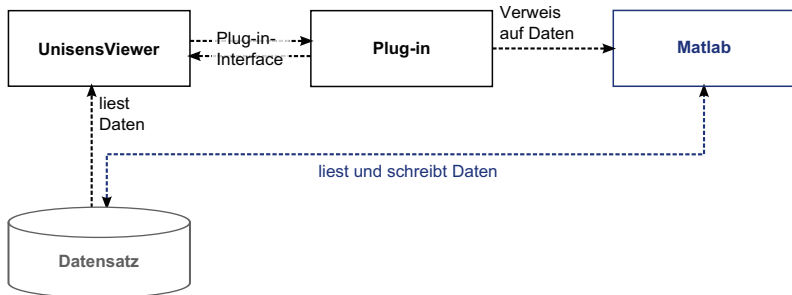 Verweis
auf Daten
UnisensViewer
Plug-in-
Interface
Plug-in
Matlab
liest
Daten
liest und schreibt Daten
Datensatz